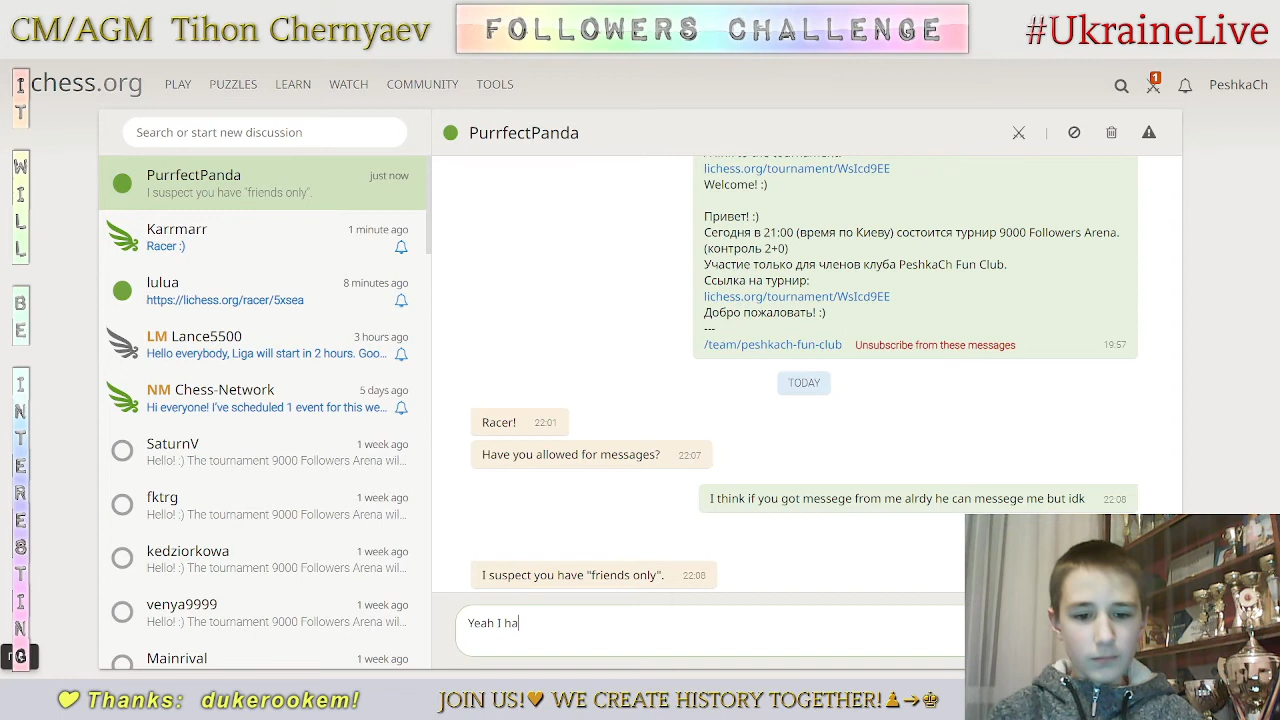 CM/AGM Tihon Chernyaev
FOLLOWERS CHALLENGE
#UkraineLive
IT WILL BE INTERE8TING
chess.org
PLAY PUZZLES LEARN WATCH COMMUNITY TOOLS
1
PeshkaCh
Search or start new discussion
PurrfectPanda
just now
I suspect you have "friends only".
Karrmarr
1 minute ago
Racer :)
lulua
8 minutes ago
https://lichess.org/racer/5xsea
LM Lance5500
3 hours ago
Hello everybody, Liga will start in 2 hours. Goo...
NM Chess-Network
5 days ago
Hi everyone! I've scheduled 1 event for this we...
SaturnV
1 week ago
Hello! :) The tournament 9000 Followers Arena wil...
fktrg
1 week ago
Hello! :) The tournament 9000 Followers Arena wil...
kedziorkowa
1 week ago
Hello! :) The tournament 9000 Followers Arena wil...
venya9999
1 week ago
Hello! :) The tournament 9000 Followers Arena wil...
Mainrival
1 week ago
PurrfectPanda
lichess.org/tournament/WsIcd9EE
Welcome! :)
Привет! :)
Сегодня в 21:00 (время по Киеву) состоится турнир 9000 Followers Arena.
(контроль 2+0)
Участие только для членов клуба PeshkaCh Fun Club.
Ссылка на турнир:
lichess.org/tournament/WsIcd9EE
Добро пожаловать! :)
---
/team/peshkach-fun-club Unsubscribe from these messages 19:57
TODAY
Racer! 22:01
Have you allowed for messages? 22:07
I think if you got messege from me alrdy he can messege me but idk 22:08
I suspect you have "friends only". 22:08
Yeah I ha
Thanks: dukerookem!
JOIN US! WE CREATE HISTORY TOGETHER!